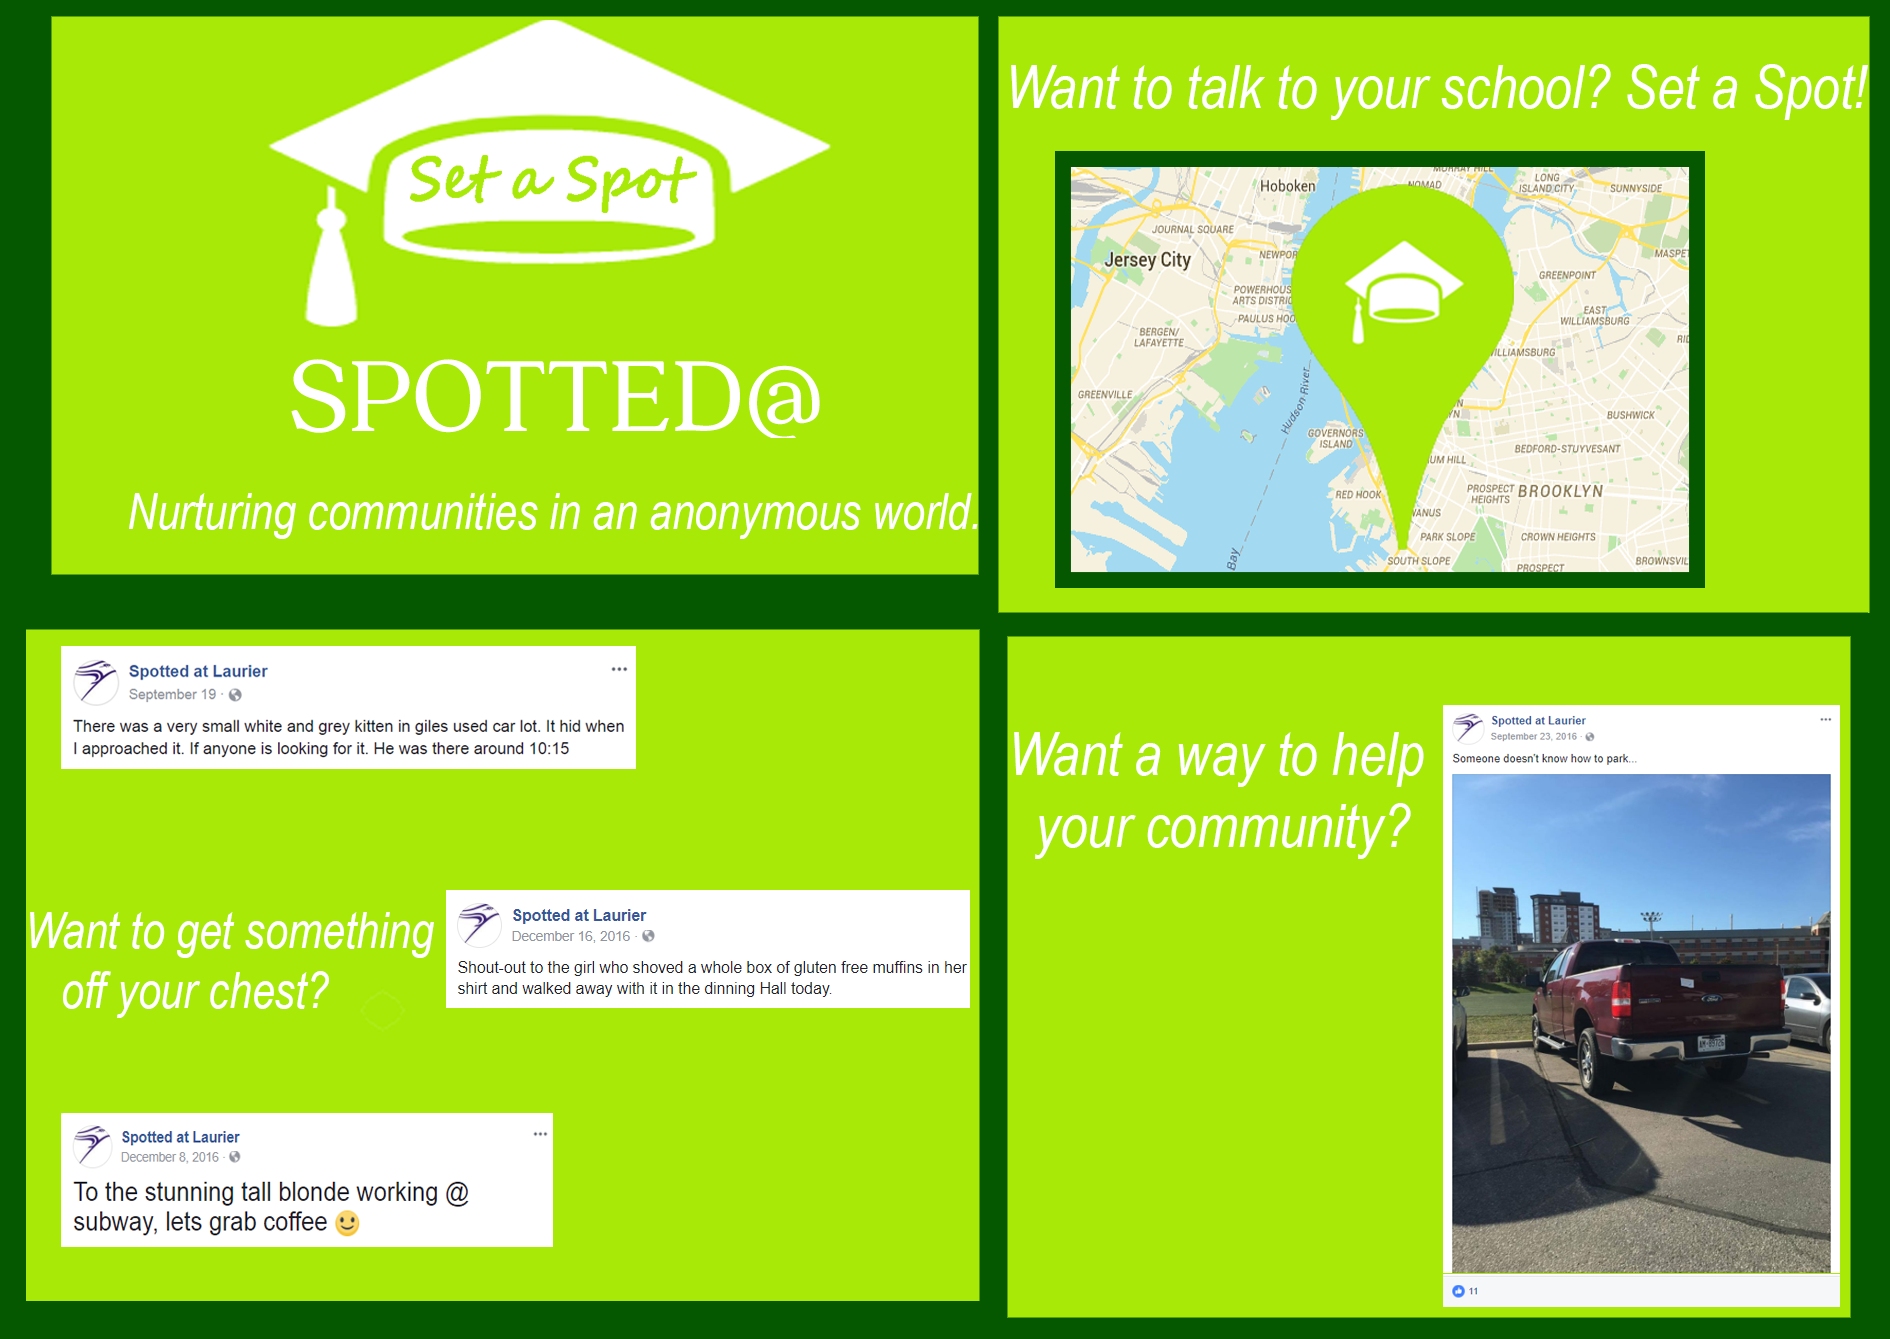 Set a Spot
SPOTTED@
Nurturing communities in an anonymous world.
Want to talk to your school? Set a Spot!
MURRAY HILL
Hoboken
NOMAD
LONG
ISLAND CITY
SUNNYSIDE
JOURNAL SQUARE
Jersey City
NEWPOR
MASPE
GREENPOINT
POWERHOUS
ARTS DISTRIC
PAULUS HOO
EAST
WILLIAMSBURG
BERGEN/
LAFAYETTE
RID
ILLIAMSBURG
GREENVILLE
Hudson River
BUSHWICK
GOVERNORS
ISLAND
BEDFORD-STUYVESANT
UM HILL
RED HOOK
PROSPECT
HEIGHTS
BROOKLYN
WANUS
PARK SLOPE
CROWN HEIGHTS
Bay
SOUTH SLOPE
PROSPECT
BROWNSVIL
Spotted at Laurier
September 19 ·
There was a very small white and grey kitten in giles used car lot. It hid when
I approached it. If anyone is looking for it. He was there around 10:15
Want to get something
off your chest?
Spotted at Laurier
December 16, 2016 ·
Shout-out to the girl who shoved a whole box of gluten free muffins in her
shirt and walked away with it in the dinning Hall today.
Spotted at Laurier
December 8, 2016 ·
To the stunning tall blonde working @
subway, lets grab coffee 🙂
Want a way to help
your community?
Spotted at Laurier
September 23, 2016 ·
Someone doesn't know how to park...
Ford
11